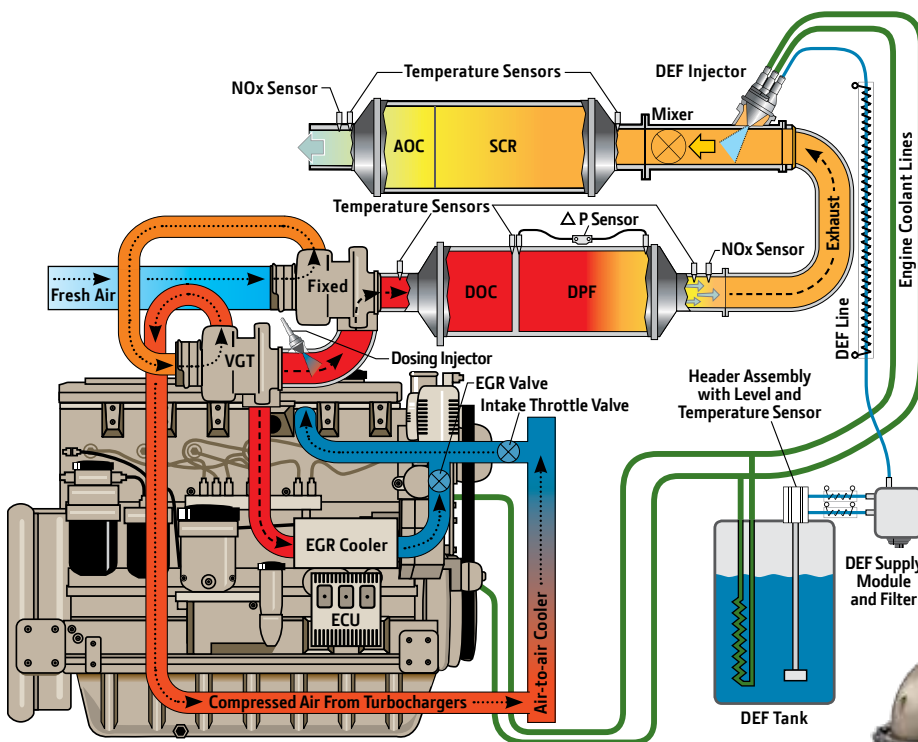 Temperature Sensors
DEF Injector
NOx Sensor
Mixer
AOC
SCR
Engine Coolant Lines
Temperature Sensors
△ P Sensor
NOx Sensor
Exhaust
DEF Line
Fresh Air
Fixed
DOC
DPF
VGT
Dosing Injector
EGR Valve
Intake Throttle Valve
Header Assembly
with Level and
Temperature Sensor
EGR Cooler
ECU
Air-to-air Cooler
DEF Supply
Module
and Filter
Compressed Air From Turbochargers
DEF Tank